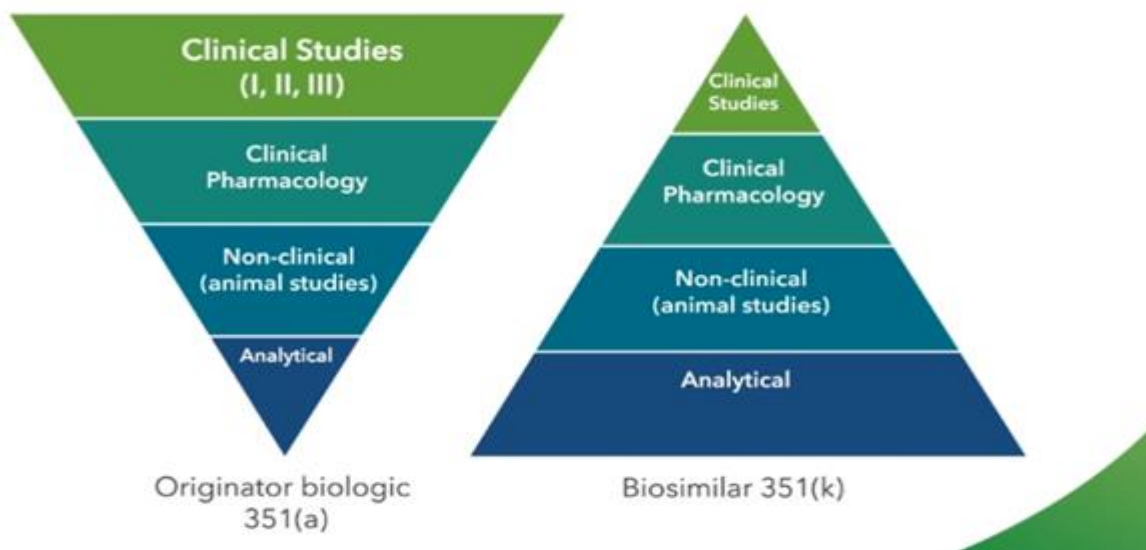 Clinical Studies
(I, II, III)
Clinical
Pharmacology
Non-clinical
(animal studies)
Analytical
Originator biologic
351(a)
Clinical
Studies
Clinical
Pharmacology
Non-clinical
(animal studies)
Analytical
Biosimilar 351(k)